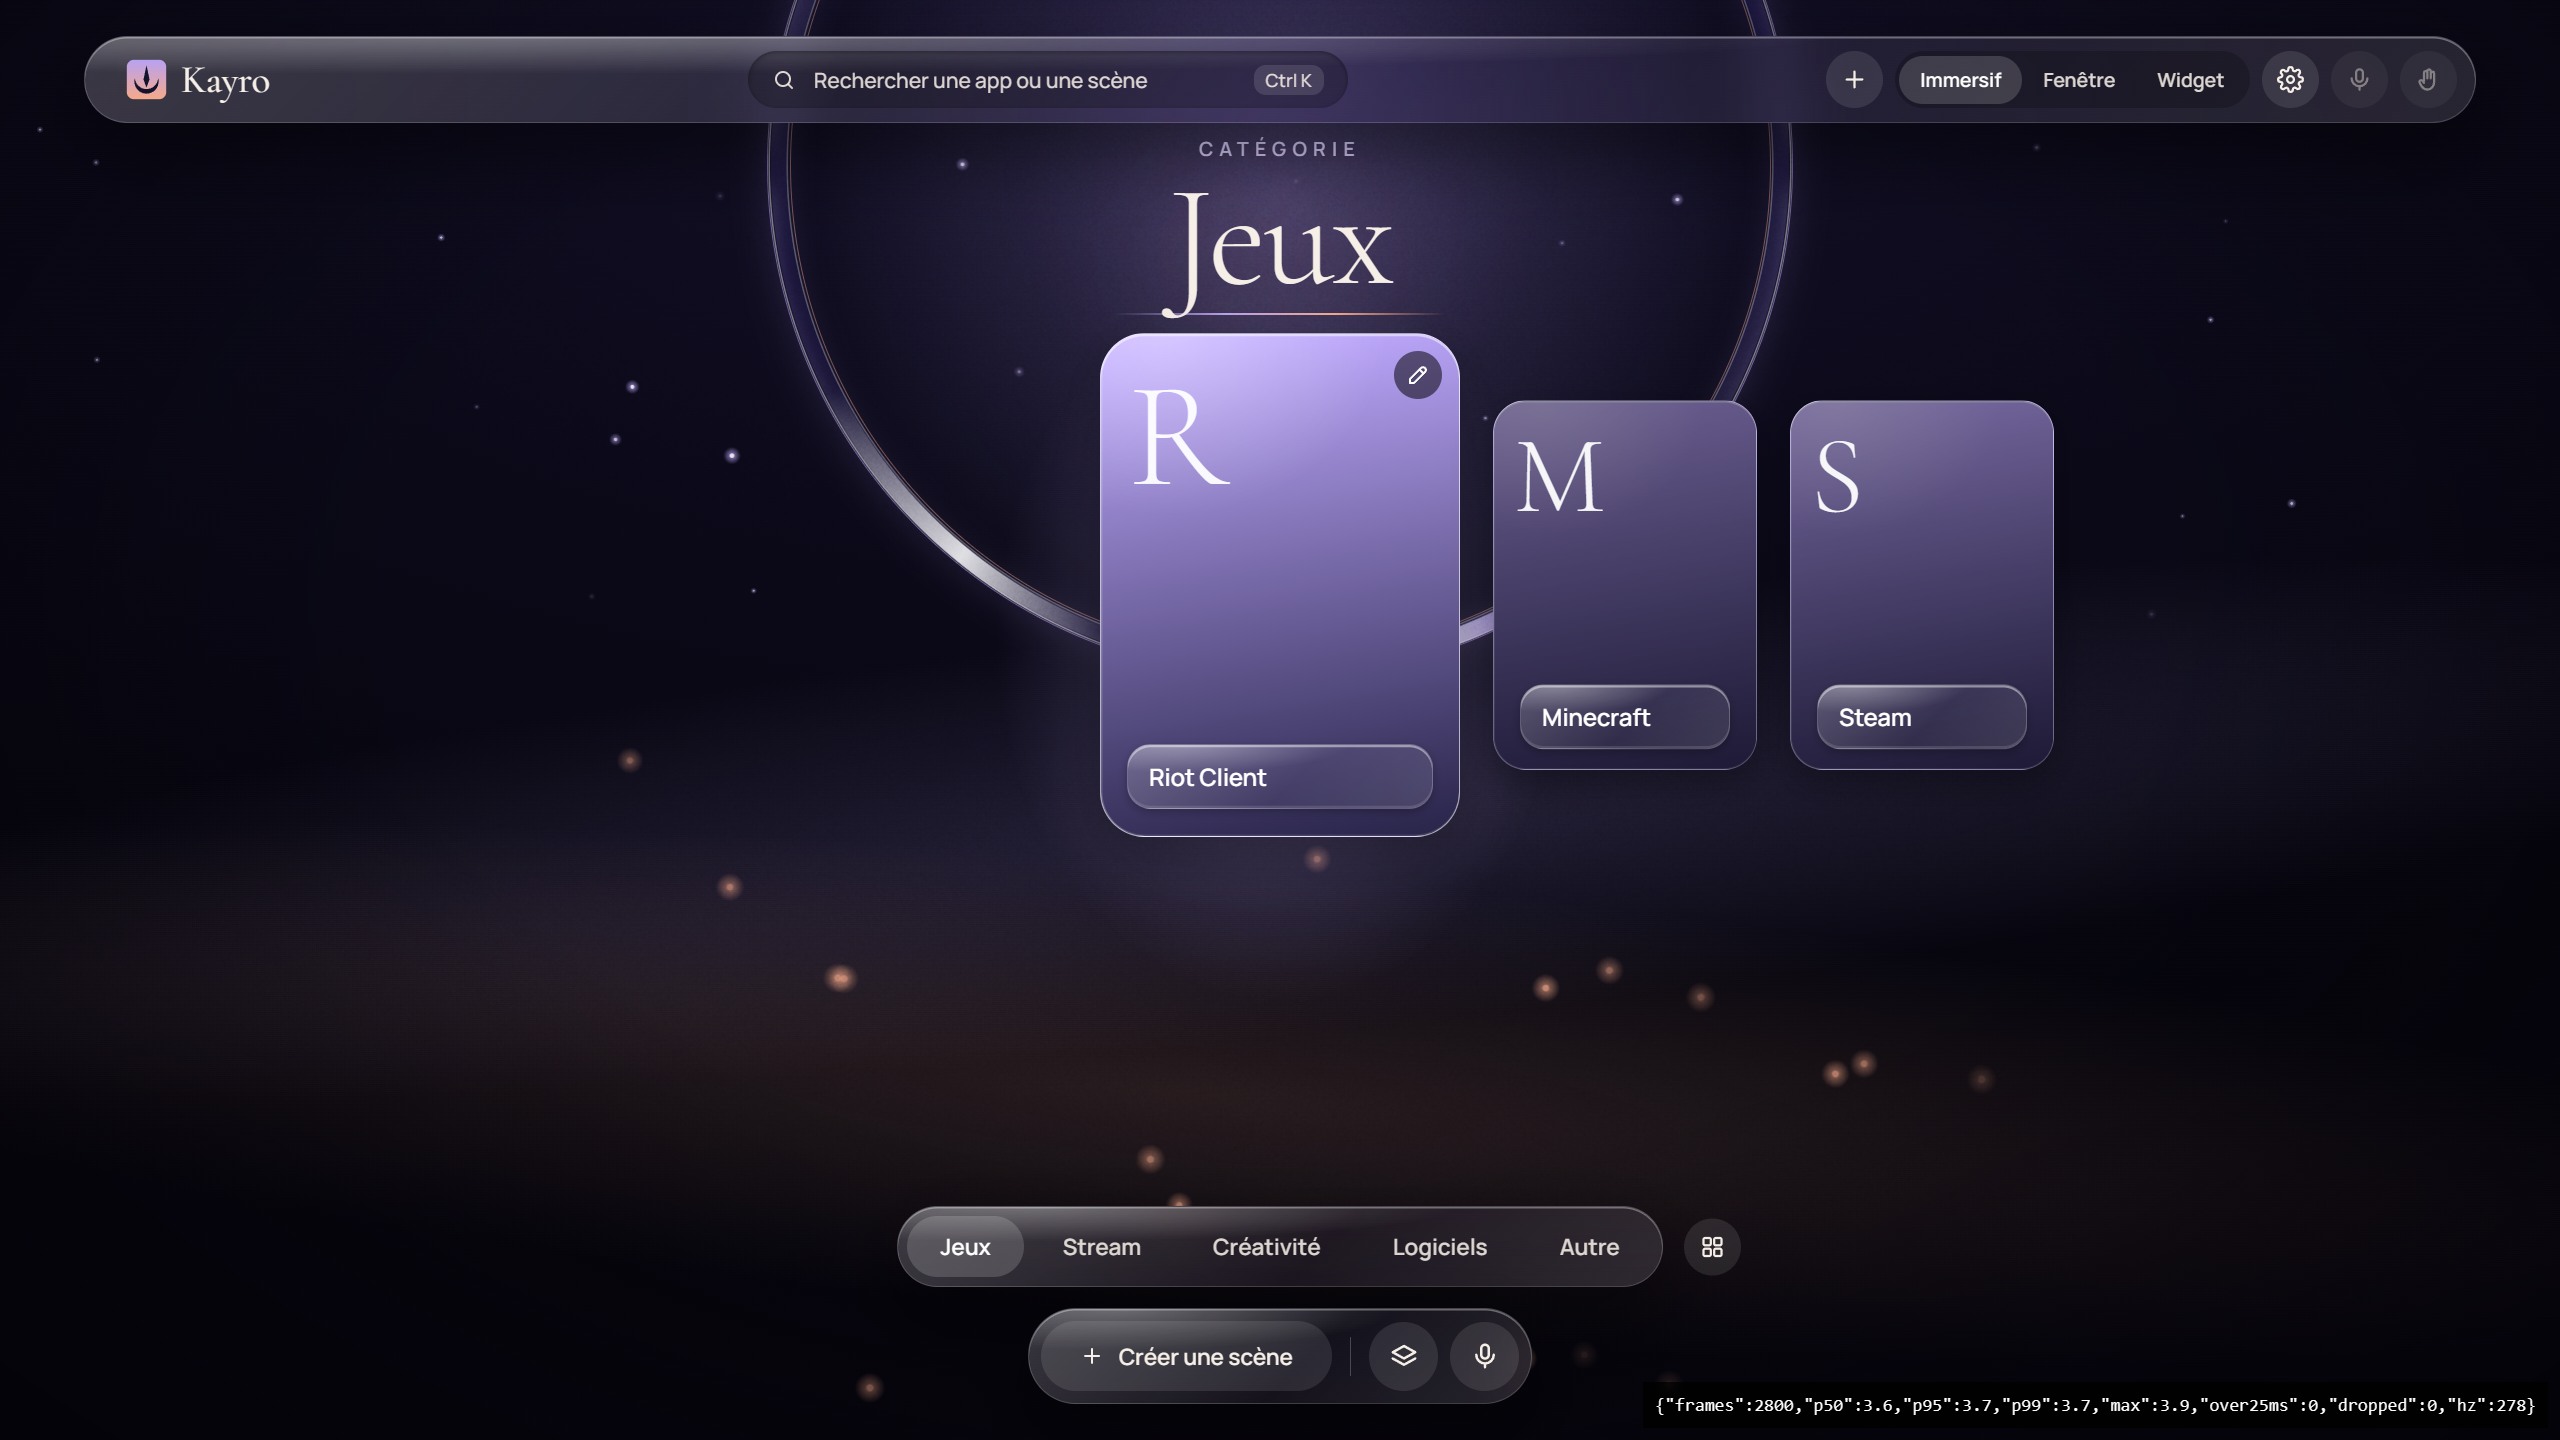 Kayro
Rechercher une app ou une scène
Ctrl K
Immersif
Fenêtre
Widget
CATÉGORIE
Jeux
R
M
S
Riot Client
Minecraft
Steam
Jeux
Stream
Créativité
Logiciels
Autre
Créer une scène
{"frames":2800,"p50":3.6,"p95":3.7,"p99":3.7,"max":3.9,"over25ms":0,"dropped":0,"hz":278}